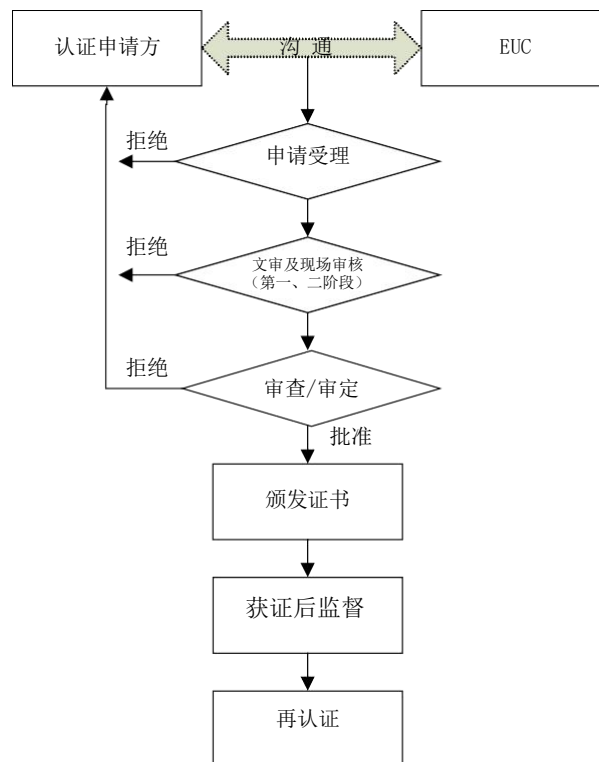 认证申请方
沟 通
EUC
拒绝
申请受理
拒绝
文审及现场审核
（第一、二阶段）
拒绝
审查/审定
批准
颁发证书
获证后监督
再认证